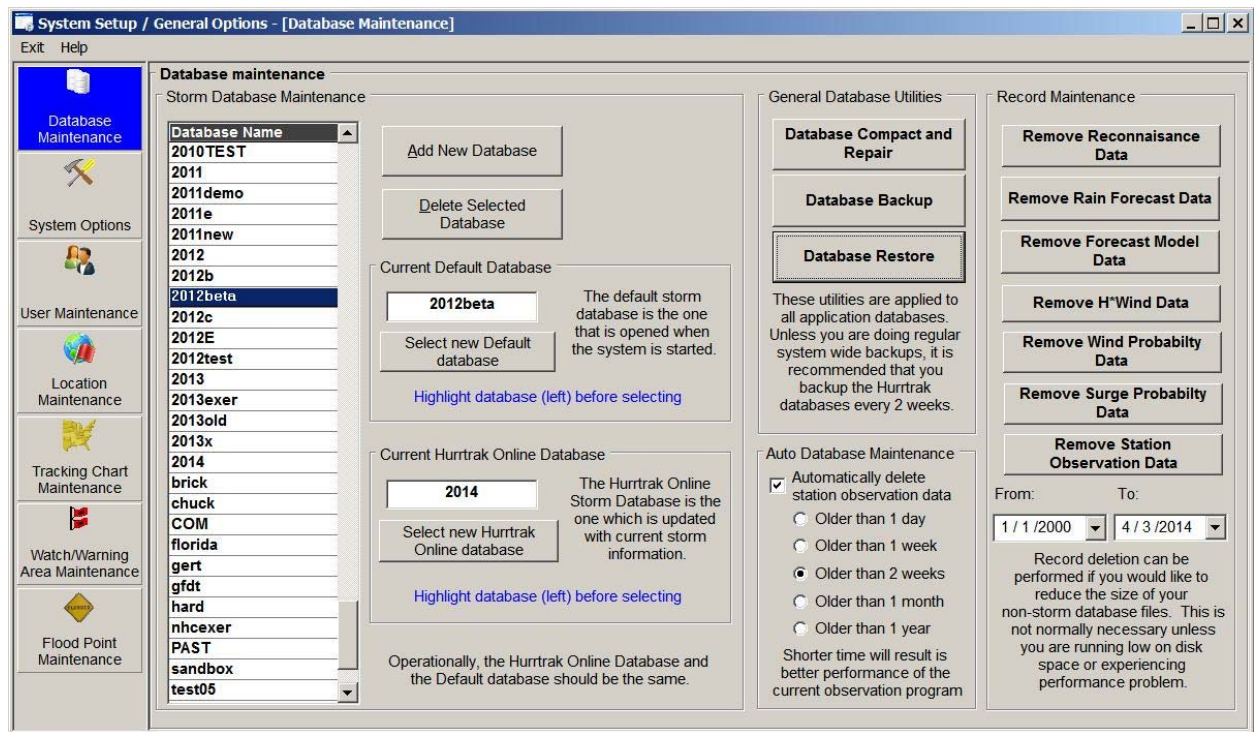 System Setup / General Options - [Database Maintenance]
Exit Help
Database
Maintenance
System Options
User Maintenance
Location
Maintenance
Tracking Chart
Maintenance
Watch/Warning
Area Maintenance
Flood Point
Maintenance
Database maintenance
Storm Database Maintenance
Database Name
2010TEST
2011
2011demo
2011e
2011new
2012
2012b
2012beta
2012c
2012E
2012test
2013
2013exer
2013old
2013x
2014
brick
chuck
COM
florida
gert
gfdt
hard
nhcexer
PAST
sandbox
test05
Add New Database
Delete Selected
Database
Current Default Database
2012beta
Select new Default
database
The default storm
database is the one
that is opened when
the system is started.
Highlight database (left) before selecting
Current Hurrtrak Online Database
2014
Select new Hurrtrak
Online database
The Hurrtrak Online
Storm Database is the
one which is updated
with current storm
information.
Highlight database (left) before selecting
Operationally, the Hurrtrak Online Database and
the Default database should be the same.
General Database Utilities
Database Compact and
Repair
Database Backup
Database Restore
These utilities are applied to
all application databases.
Unless you are doing regular
system wide backups, it is
recommended that you
backup the Hurrtrak
databases every 2 weeks.
Auto Database Maintenance
Automatically delete
station observation data
Older than 1 day
Older than 1 week
Older than 2 weeks
Older than 1 month
Older than 1 year
Shorter time will result is
better performance of the
current observation program
Record Maintenance
Remove Reconnaisance
Data
Remove Rain Forecast Data
Remove Forecast Model
Data
Remove H*Wind Data
Remove Wind Probabilty
Data
Remove Surge Probabilty
Data
Remove Station
Observation Data
From: To:
1 / 1 /2000 4 / 3 /2014
Record deletion can be
performed if you would like to
reduce the size of your
non-storm database files. This is
not normally necessary unless
you are running low on disk
space or experiencing
performance problem.